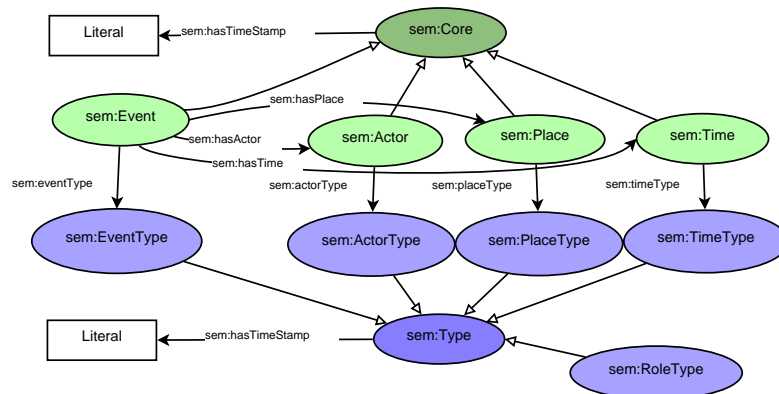 Literal
sem:hasTimeStamp
sem:Core
sem:Event
sem:hasPlace
sem:hasActor
sem:Actor
sem:Place
sem:Time
sem:hasTime
sem:eventType
sem:actorType
sem:placeType
sem:timeType
sem:EventType
sem:ActorType
sem:PlaceType
sem:TimeType
Literal
sem:hasTimeStamp
sem:Type
sem:RoleType